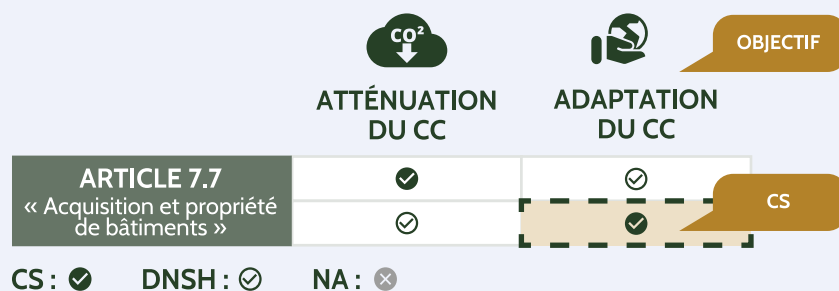 CO²
OBJECTIF
ATTÉNUATION
DU CC
ADAPTATION
DU CC
ARTICLE 7.7
« Acquisition et propriété
de bâtiments »
CS
CS : DNSH : NA :